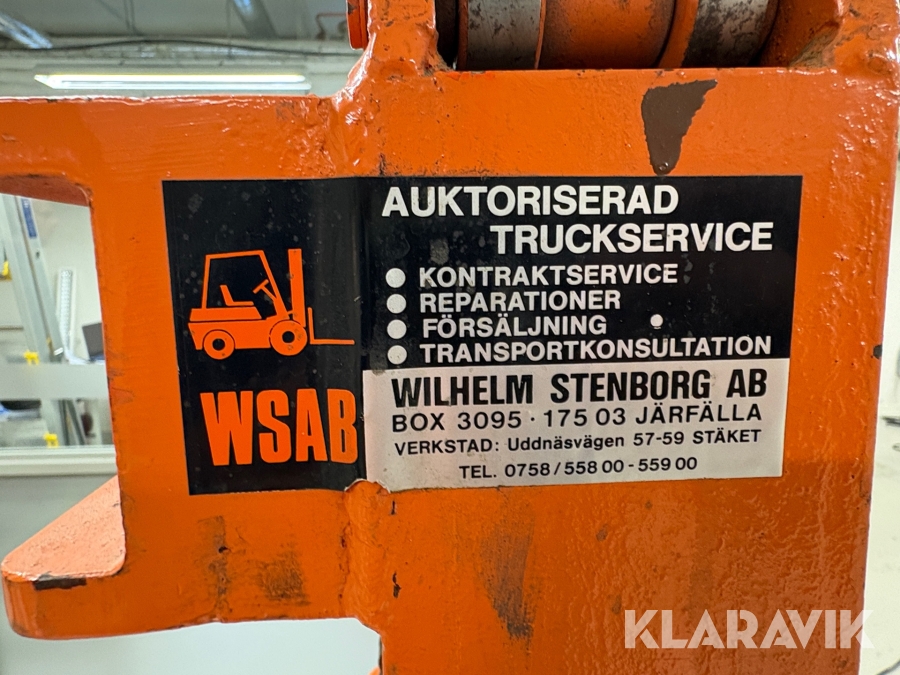 AUKTORISERAD
TRUCKSERVICE
KONTRAKTSERVICE
REPARATIONER
FÖRSÄLJNING
TRANSPORTKONSULTATION
WSAB
WILHELM STENBORG AB
BOX 3095 · 175 03 JÄRFÄLLA
VERKSTAD: Uddnäsvägen 57-59 STÄKET
TEL. 0758/558 00-559 00
KLARAVIK